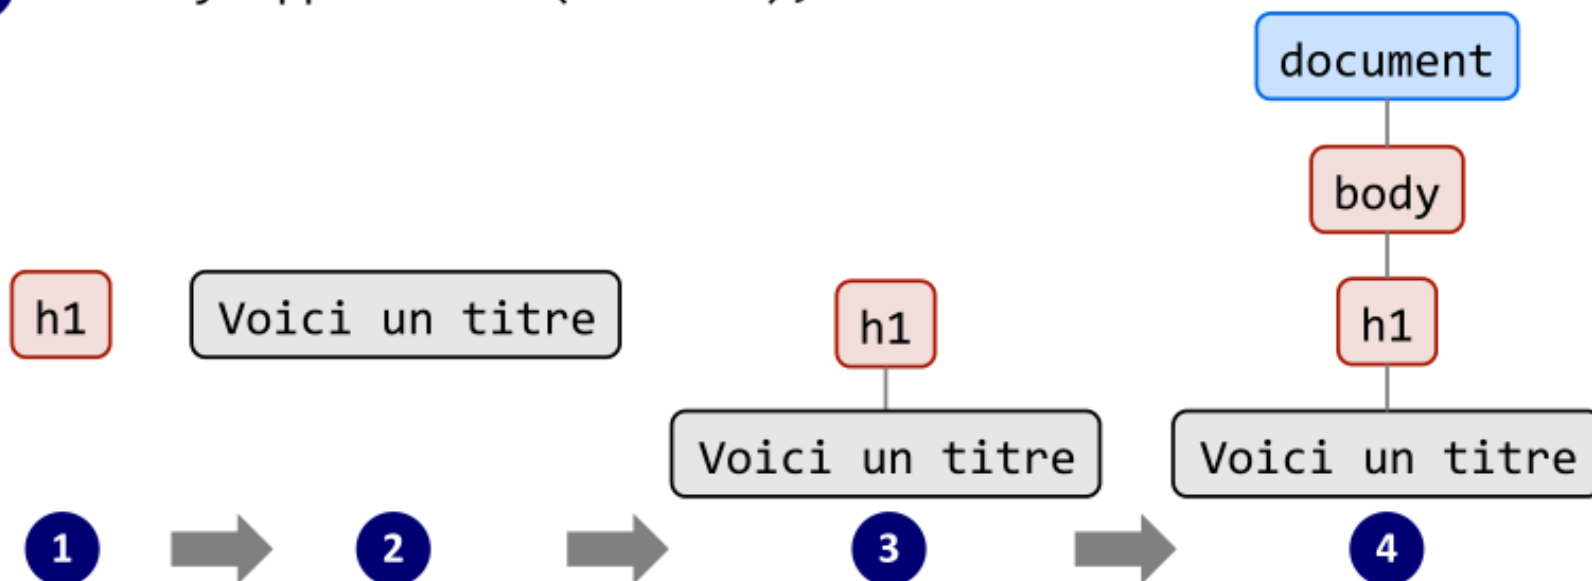 document
body
h1
Voici un titre
h1
h1
Voici un titre
Voici un titre
1
2
3
4